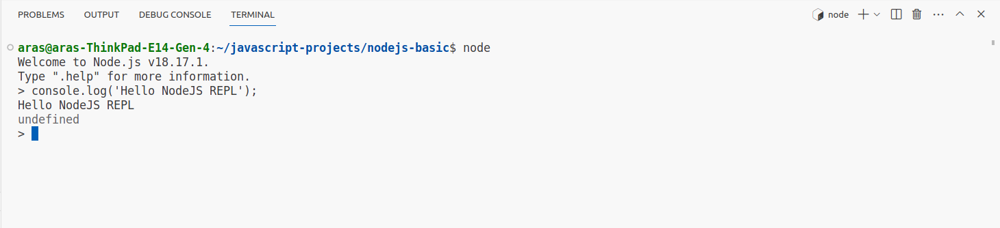 PROBLEMS OUTPUT DEBUG CONSOLE TERMINAL node
aras@aras-ThinkPad-E14-Gen-4:~/javascript-projects/nodejs-basic$ node
Welcome to Node.js v18.17.1.
Type ".help" for more information.
> console.log('Hello NodeJS REPL');
Hello NodeJS REPL
undefined
>